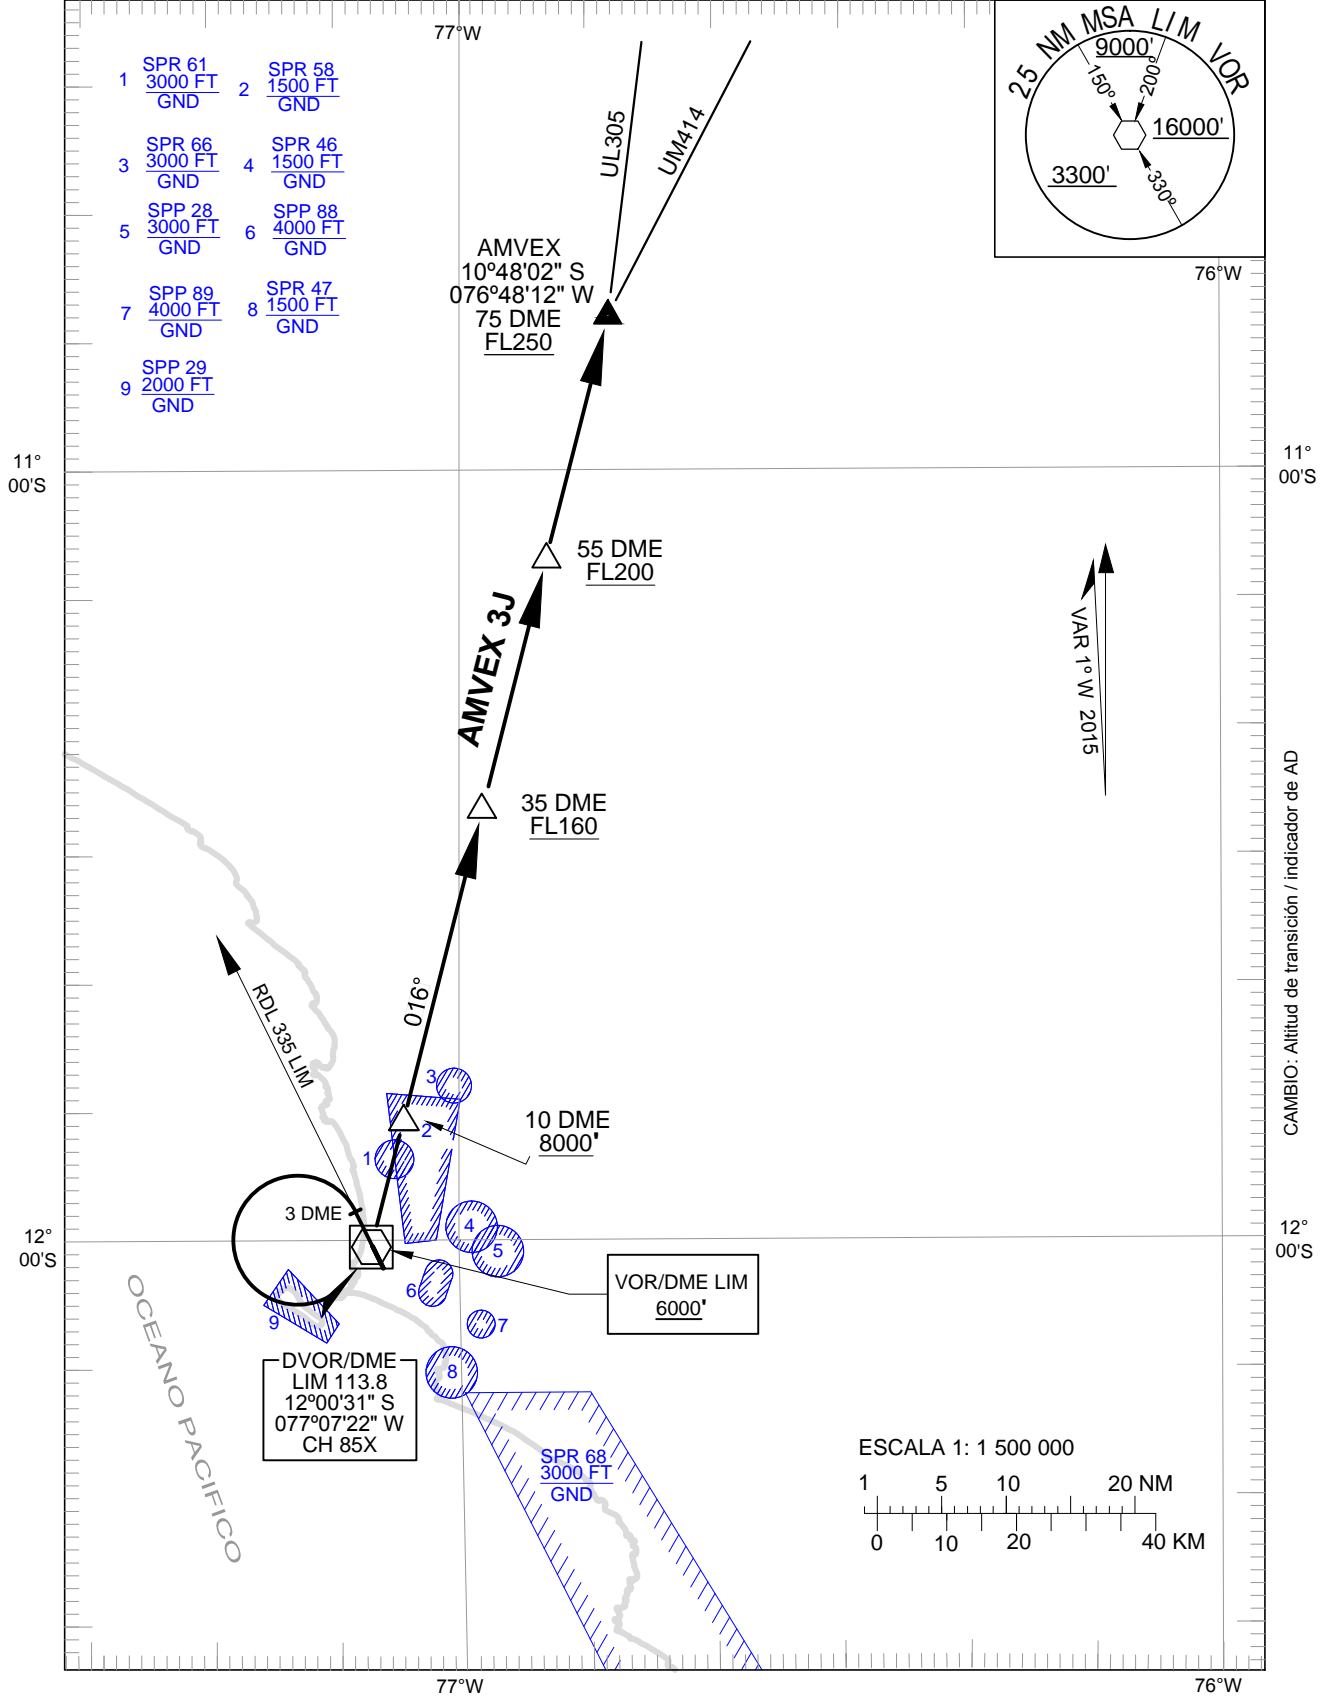 77°W
25 NM MSA LIM VOR
9000'
150º
200º
16000'
3300'
330º
1
SPR 61
3000 FT
GND
2
SPR 58
1500 FT
GND
3
SPR 66
3000 FT
GND
4
SPR 46
1500 FT
GND
5
SPP 28
3000 FT
GND
6
SPP 88
4000 FT
GND
7
SPP 89
4000 FT
GND
8
SPR 47
1500 FT
GND
9
SPP 29
2000 FT
GND
UL305
UM414
AMVEX
10º48'02" S
076º48'12" W
75 DME
FL250
76°W
11°
00'S
11°
00'S
55 DME
FL200
AMVEX 3J
VAR 1º W 2015
35 DME
FL160
CAMBIO: Altitud de transición / indicador de AD
016°
RDL 335 LIM
3
10 DME
8000'
2
1
3 DME
4
5
12°
00'S
12°
00'S
6
VOR/DME LIM
6000'
9
7
8
DVOR/DME
LIM 113.8
12º00'31" S
077º07'22" W
CH 85X
OCEANO PACIFICO
SPR 68
3000 FT
GND
ESCALA 1: 1 500 000
1 5 10 20 NM
0 10 20 40 KM
77°W
76°W